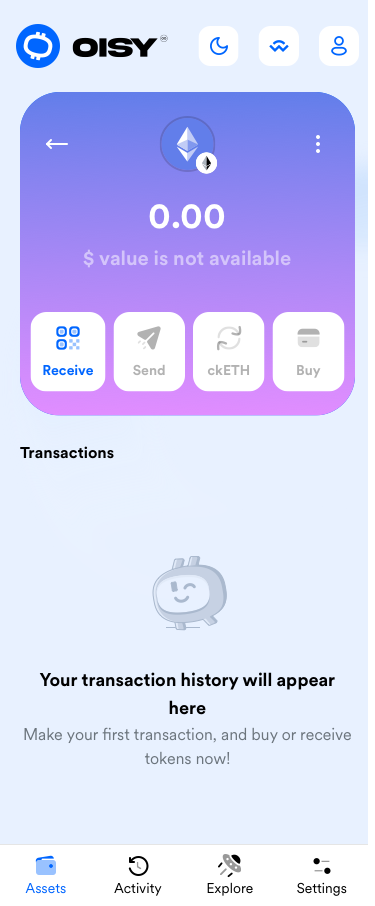 OISY
0.00
$ value is not available
Receive
Send
ckETH
Buy
Transactions
Your transaction history will appear
here
Make your first transaction, and buy or receive
tokens now!
Assets
Activity
Explore
Settings